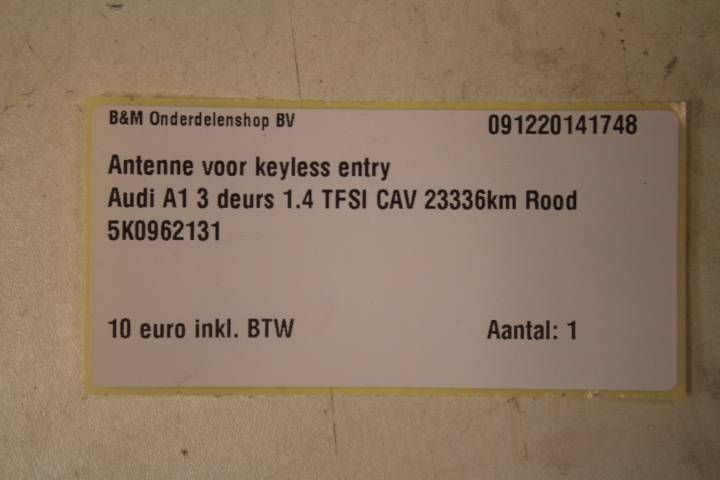 B&M Onderdelenshop BV 091220141748
Antenne voor keyless entry
Audi A1 3 deurs 1.4 TFSI CAV 23336km Rood
5K0962131
10 euro inkl. BTW Aantal: 1